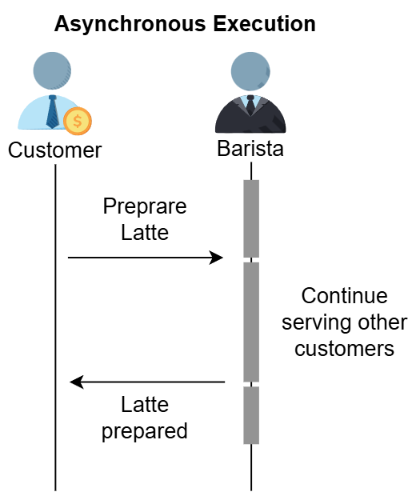 Asynchronous Execution
Customer
Barista
Preprare
Latte
Continue
serving other
customers
Latte
prepared